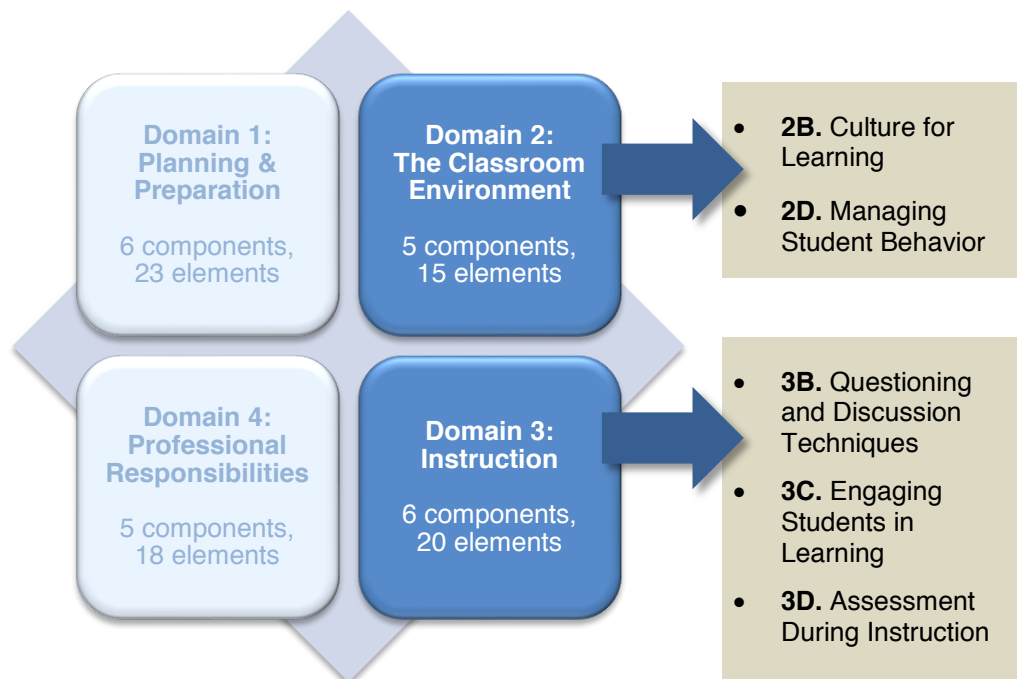 Domain 1:
Planning &
Preparation
6 components,
23 elements
Domain 2:
The Classroom
Environment
5 components,
15 elements
• 2B. Culture for
Learning
• 2D. Managing
Student Behavior
Domain 4:
Professional
Responsibilities
5 components,
18 elements
Domain 3:
Instruction
6 components,
20 elements
• 3B. Questioning
and Discussion
Techniques
• 3C. Engaging
Students in
Learning
• 3D. Assessment
During Instruction